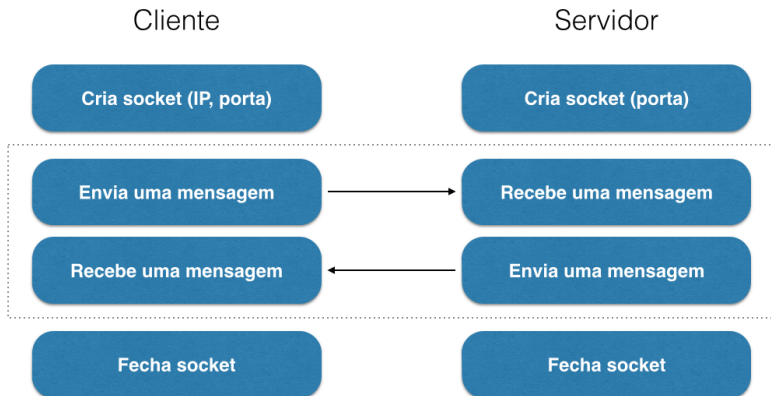 Cliente
Servidor
Cria socket (IP, porta)
Cria socket (porta)
Envia uma mensagem
Recebe uma mensagem
Recebe uma mensagem
Envia uma mensagem
Fecha socket
Fecha socket